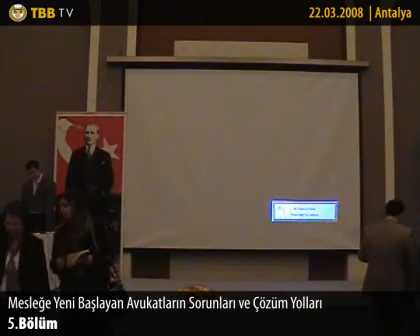 TBB TV
22.03.2008 | Antalya
Mesleğe Yeni Başlayan Avukatların Sorunları ve Çözüm Yolları
5.Bölüm